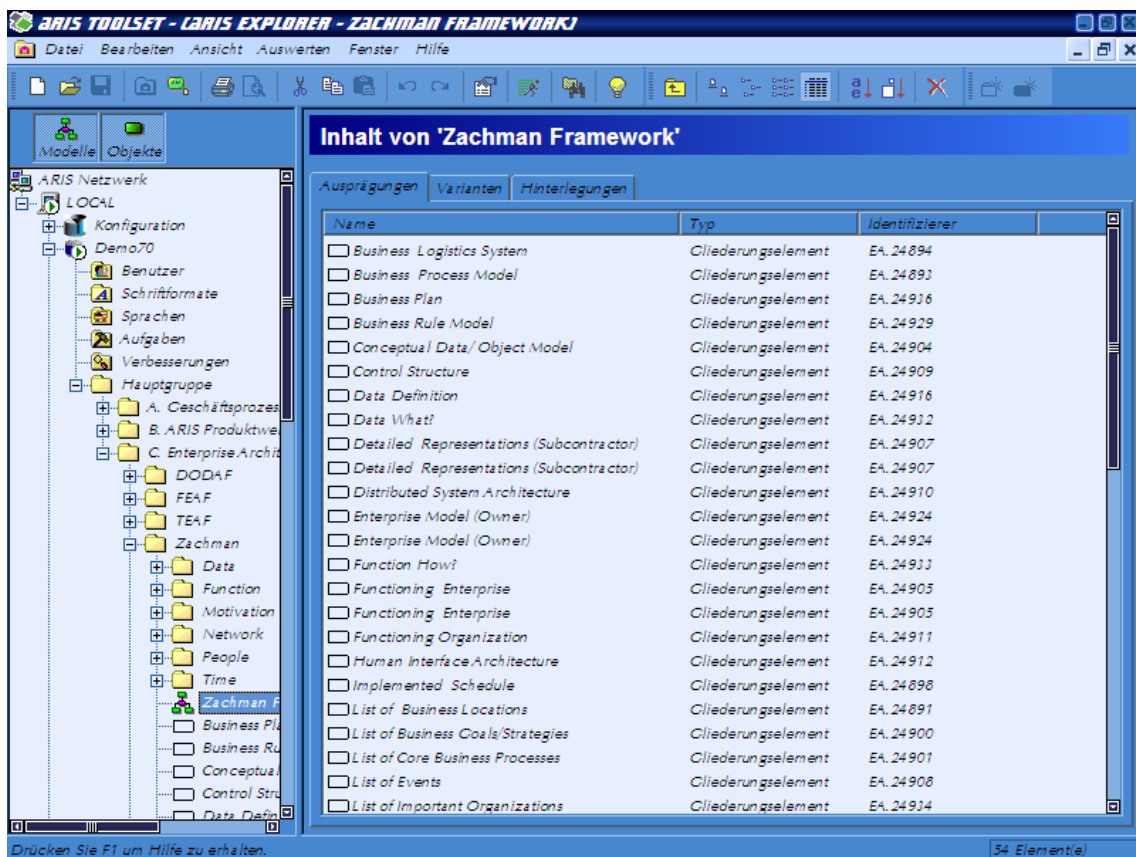 ARIS TOOLSET - [ARIS EXPLORER - ZACHMAN FRAMEWORK]
Datei Bearbeiten Ansicht Auswerten Fenster Hilfe
Modelle Objekte
ARIS Netzwerk
LOCAL
Konfiguration
Demo70
Benutzer
Schriftformate
Sprachen
Aufgaben
Verbesserungen
Hauptgruppe
A. Geschäftsprozes
B. ARIS Produktwe
C. Enterprise Archit
DODAF
FEAF
TEAF
Zachman
Data
Function
Motivation
Network
People
Time
Zachman F
Business Pla
Business Ru
Conceptual
Control Stru
Data Defin
Inhalt von 'Zachman Framework'
Ausprägungen Varianten Hinterlegungen
Name Typ Identifizierer
Business Logistics System Gliederungselement EA.24894
Business Process Model Gliederungselement EA.24893
Business Plan Gliederungselement EA.24936
Business Rule Model Gliederungselement EA.24929
Conceptual Data/ Object Model Gliederungselement EA.24904
Control Structure Gliederungselement EA.24909
Data Definition Gliederungselement EA.24916
Data What? Gliederungselement EA.24932
Detailed Representations (Subcontractor) Gliederungselement EA.24907
Detailed Representations (Subcontractor) Gliederungselement EA.24907
Distributed System Architecture Gliederungselement EA.24910
Enterprise Model (Owner) Gliederungselement EA.24924
Enterprise Model (Owner) Gliederungselement EA.24924
Function How? Gliederungselement EA.24933
Functioning Enterprise Gliederungselement EA.24905
Functioning Enterprise Gliederungselement EA.24905
Functioning Organization Gliederungselement EA.24911
Human Interface Architecture Gliederungselement EA.24912
Implemented Schedule Gliederungselement EA.24898
List of Business Locations Gliederungselement EA.24891
List of Business Goals/Strategies Gliederungselement EA.24900
List of Core Business Processes Gliederungselement EA.24901
List of Events Gliederungselement EA.24908
List of Important Organizations Gliederungselement EA.24934
Drücken Sie F1 um Hilfe zu erhalten.
54 Element(e)